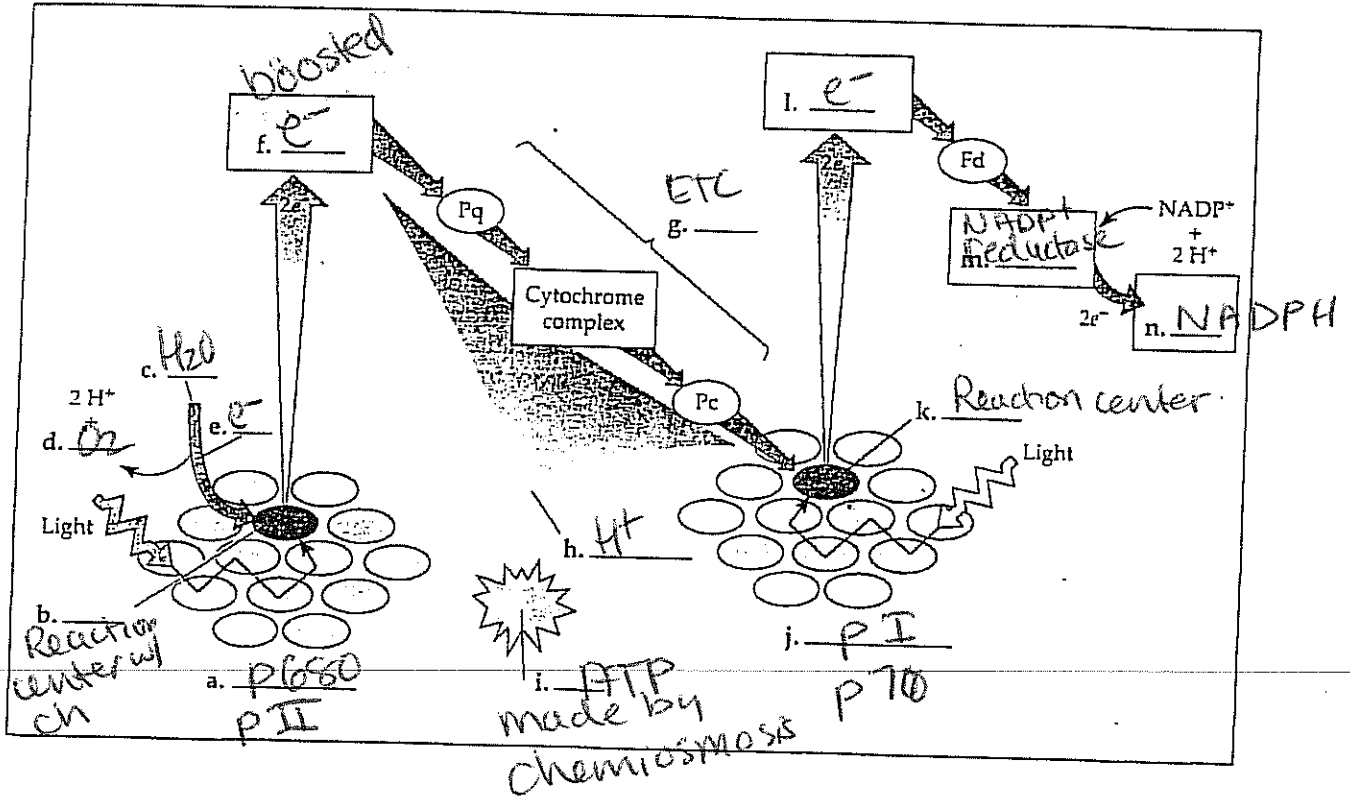 boosted
f. e⁻
2e
Pq
Cytochrome
complex
Pc
ETC
g.
l. e⁻
2e
Fd
NADP⁺
reductase
m.
NADP⁺
+
2 H⁺
2e⁻
n. NADPH
c. H₂O
2 H⁺
+
d. O₂
e. e⁻
Light
b.
Reaction
center w/
ch
a. P680
P II
h. H⁺
i. ATP
made by
chemiosmosis
k. Reaction center
Light
j. P I